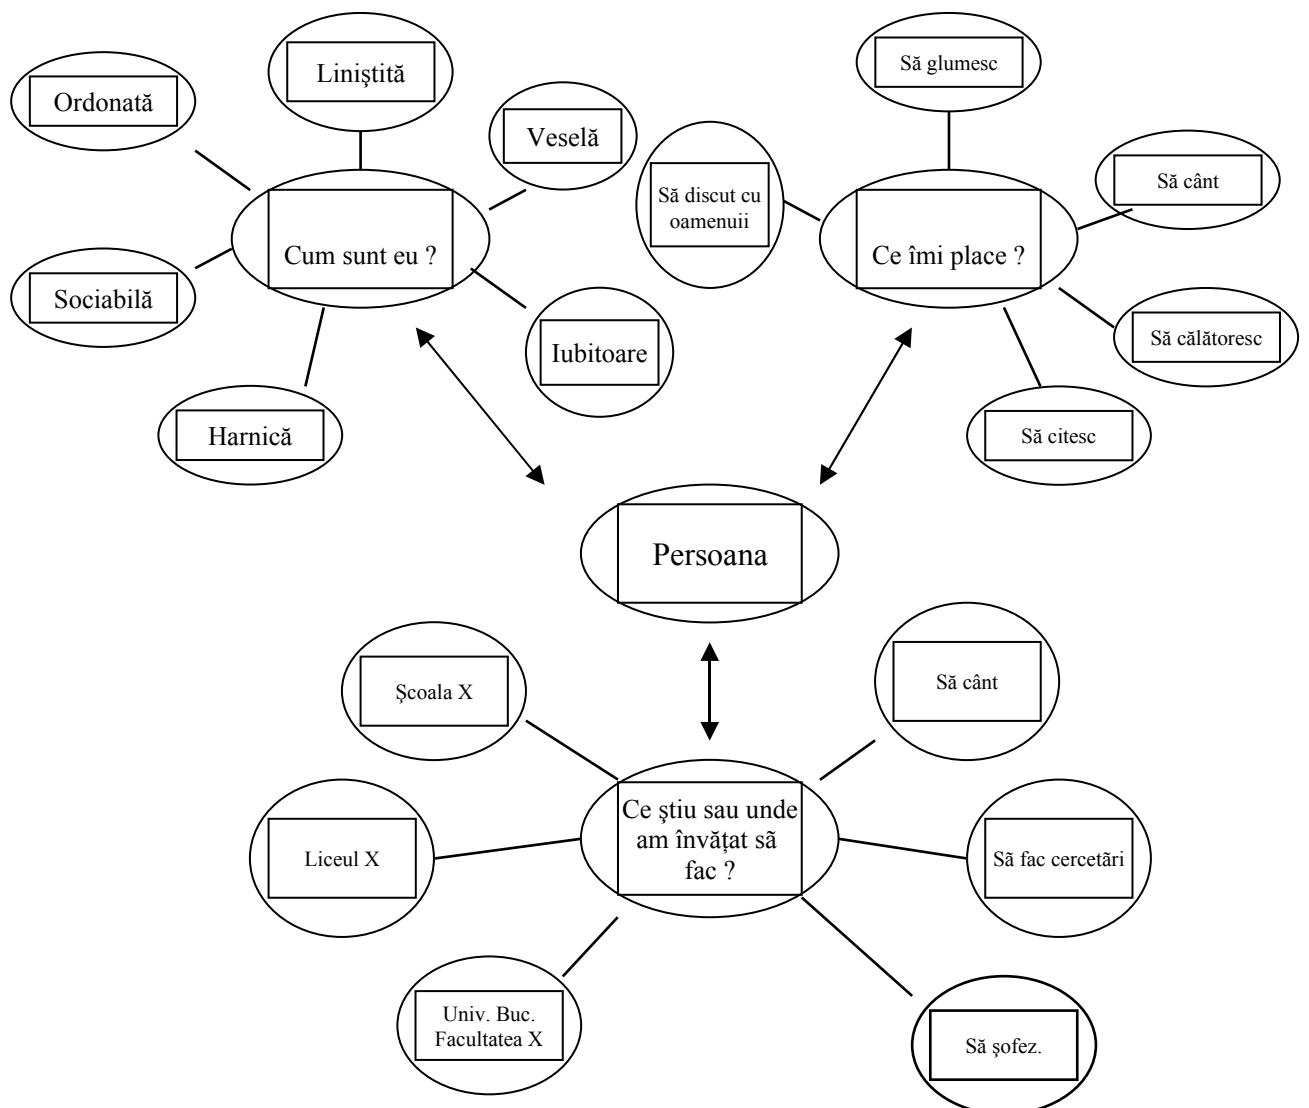 Liniştită
Ordonată
Veselă
Cum sunt eu ?
Sociabilă
Iubitoare
Harnică
Să glumesc
Să discut cu
oamenuii
Să cânt
Ce îmi place ?
Să călătoresc
Să citesc
Persoana
Şcoala X
Să cânt
Ce ştiu sau unde
am învățat sã
fac ?
Liceul X
Sã fac cercetãri
Univ. Buc.
Facultatea X
Să şofez.